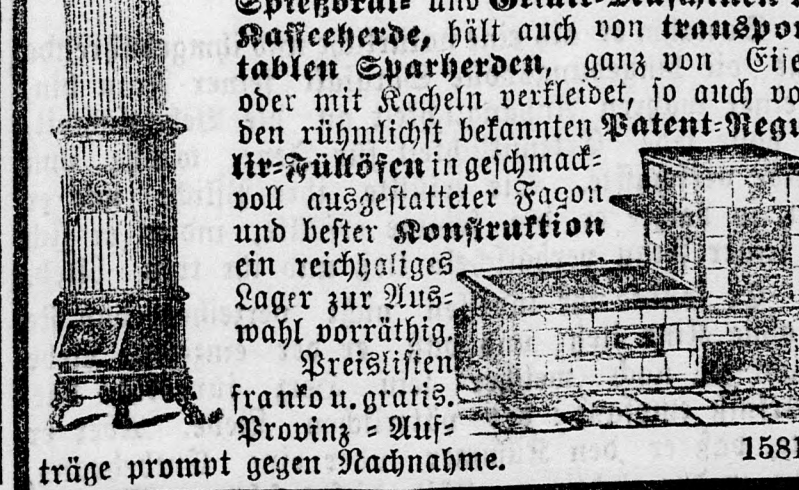 Kaffeeherde, hält auch von transpor
tablen Sparherden, ganz von Eise
oder mit Kacheln verkleidet, so auch vo
den rühmlichst bekannten Patent-Regu
lir-Füllöfen in geschmack-
voll ausgestatteter Façon
und bester Konstruktion
ein reichhaltiges
Lager zur Aus-
wahl vorräthig.
Preislisten
franko u. gratis.
Provinz-Auf-
träge prompt gegen Nachnahme.
1581